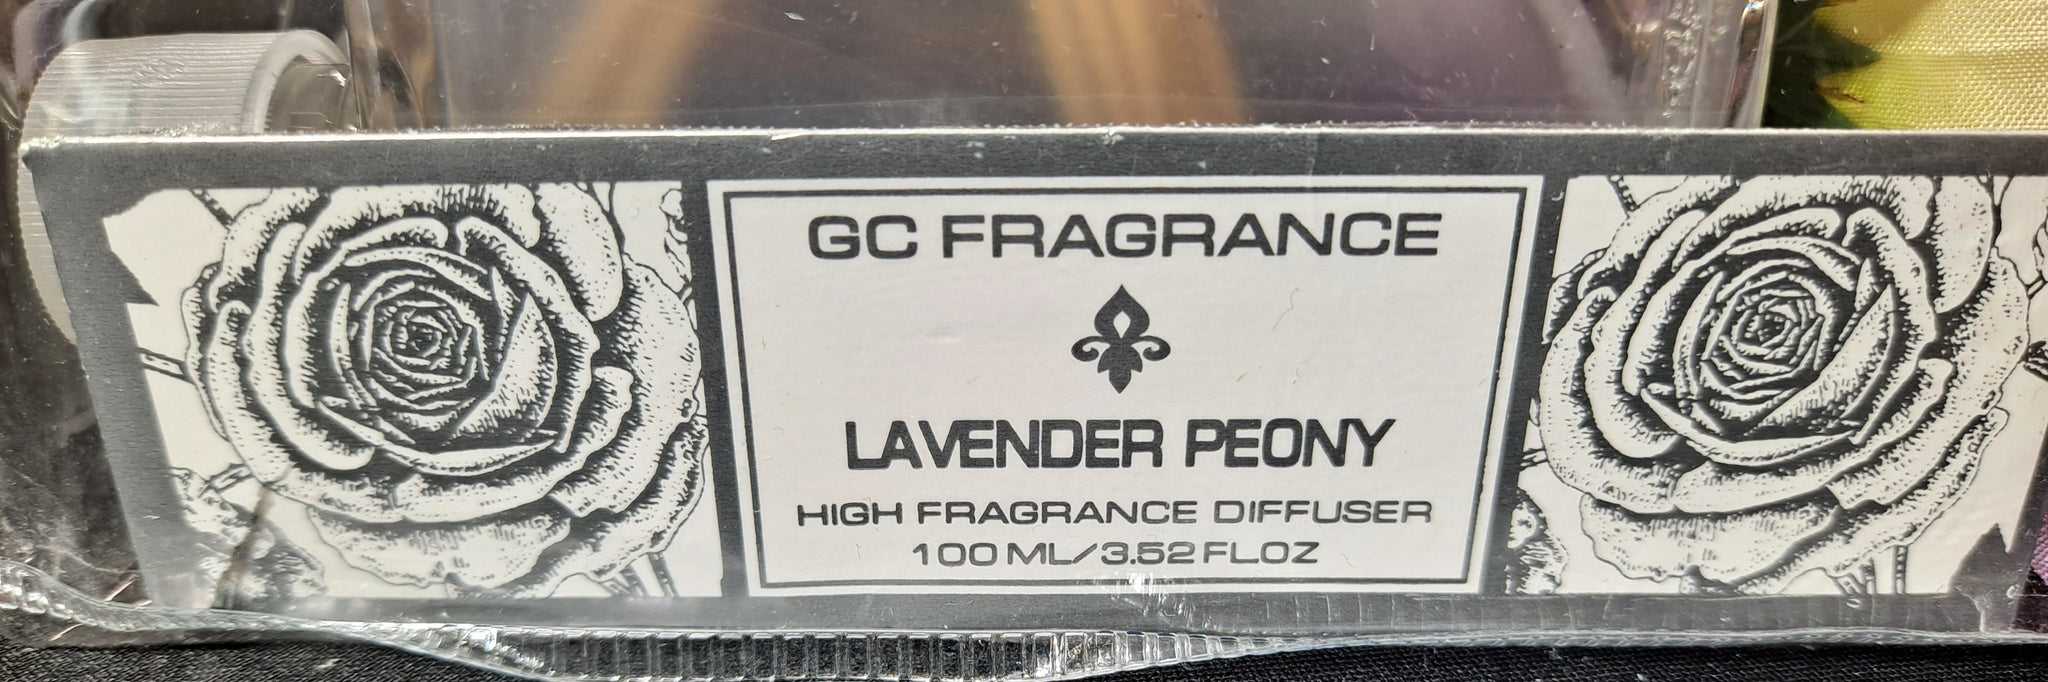 GC FRAGRANCE
LAVENDER PEONY
HIGH FRAGRANCE DIFFUSER
100 ML/3.52 FL OZ